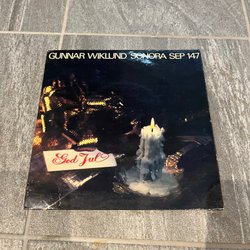 GUNNAR WIKLUND SONORA SEP 147
God Jul